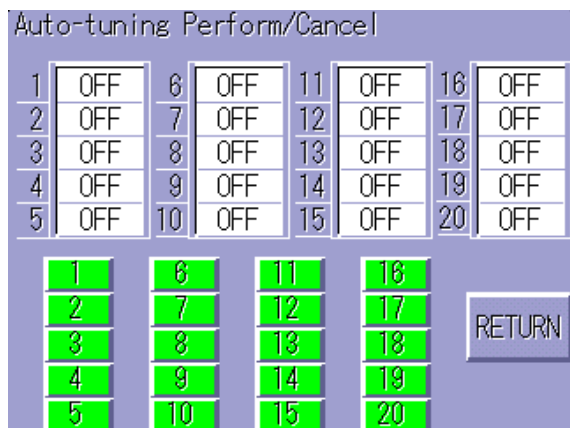 Auto-tuning Perform/Cancel
1 OFF 6 OFF 11 OFF 16 OFF
2 OFF 7 OFF 12 OFF 17 OFF
3 OFF 8 OFF 13 OFF 18 OFF
4 OFF 9 OFF 14 OFF 19 OFF
5 OFF 10 OFF 15 OFF 20 OFF
1 6 11 16
2 7 12 17
RETURN
3 8 13 18
4 9 14 19
5 10 15 20